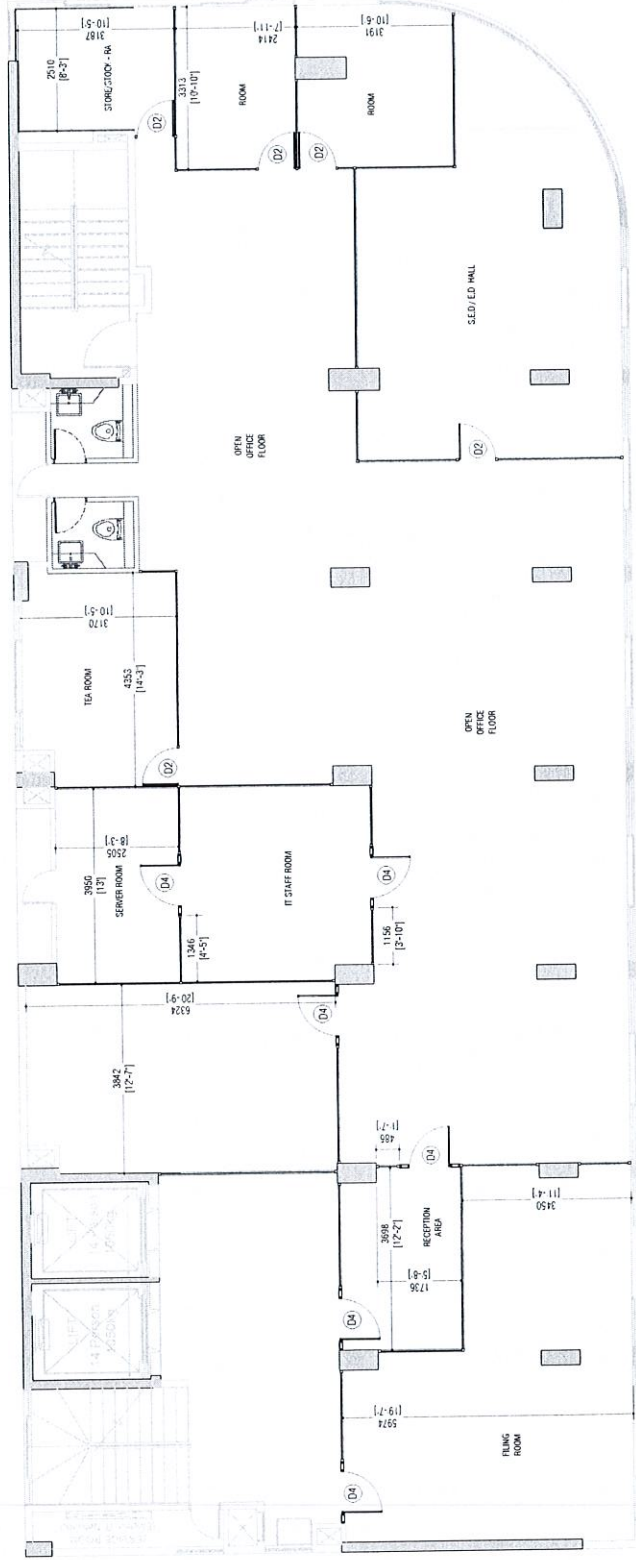 2510
[8'-3"]
3187
[10'-5"]
STORE/STOCK - RA
D2
3313
[10'-10"]
2414
[7'-11"]
ROOM
D2
3191
[10'-6"]
ROOM
D2
S.E.D / E.D HALL
D2
OPEN
OFFICE
FLOOR
TEA ROOM
3170
[10'-5"]
4353
[14'-3"]
D2
OPEN
OFFICE
FLOOR
3950
[13']
SERVER ROOM
2505
[8'-3"]
D4
1346
[4'-5"]
IT STAFF ROOM
D4
1156
[3'-10"]
3842
[12'-7"]
6324
[20'-9"]
D4
485
[1'-7"]
D4
3698
[12'-2"]
RECEPTION
AREA
1736
[5'-8"]
3450
[11'-4"]
D4
5974
[19'-7"]
D4
FILING
ROOM